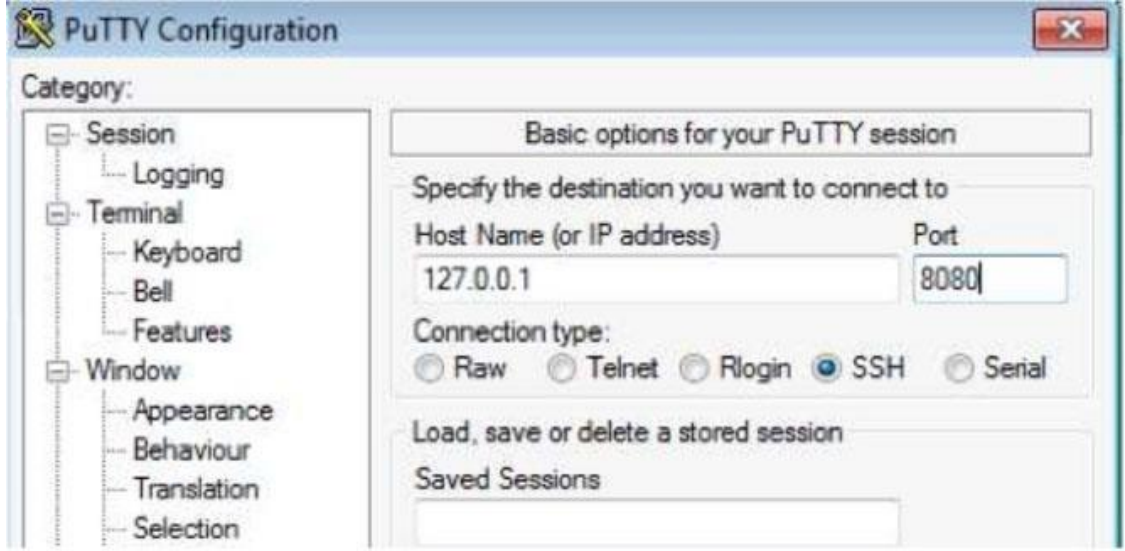 PuTTY Configuration
Category:
Session
Logging
Terminal
Keyboard
Bell
Features
Window
Appearance
Behaviour
Translation
Selection
Basic options for your PuTTY session
Specify the destination you want to connect to
Host Name (or IP address) Port
127.0.0.1 8080
Connection type:
Raw Telnet Rlogin SSH Serial
Load, save or delete a stored session
Saved Sessions